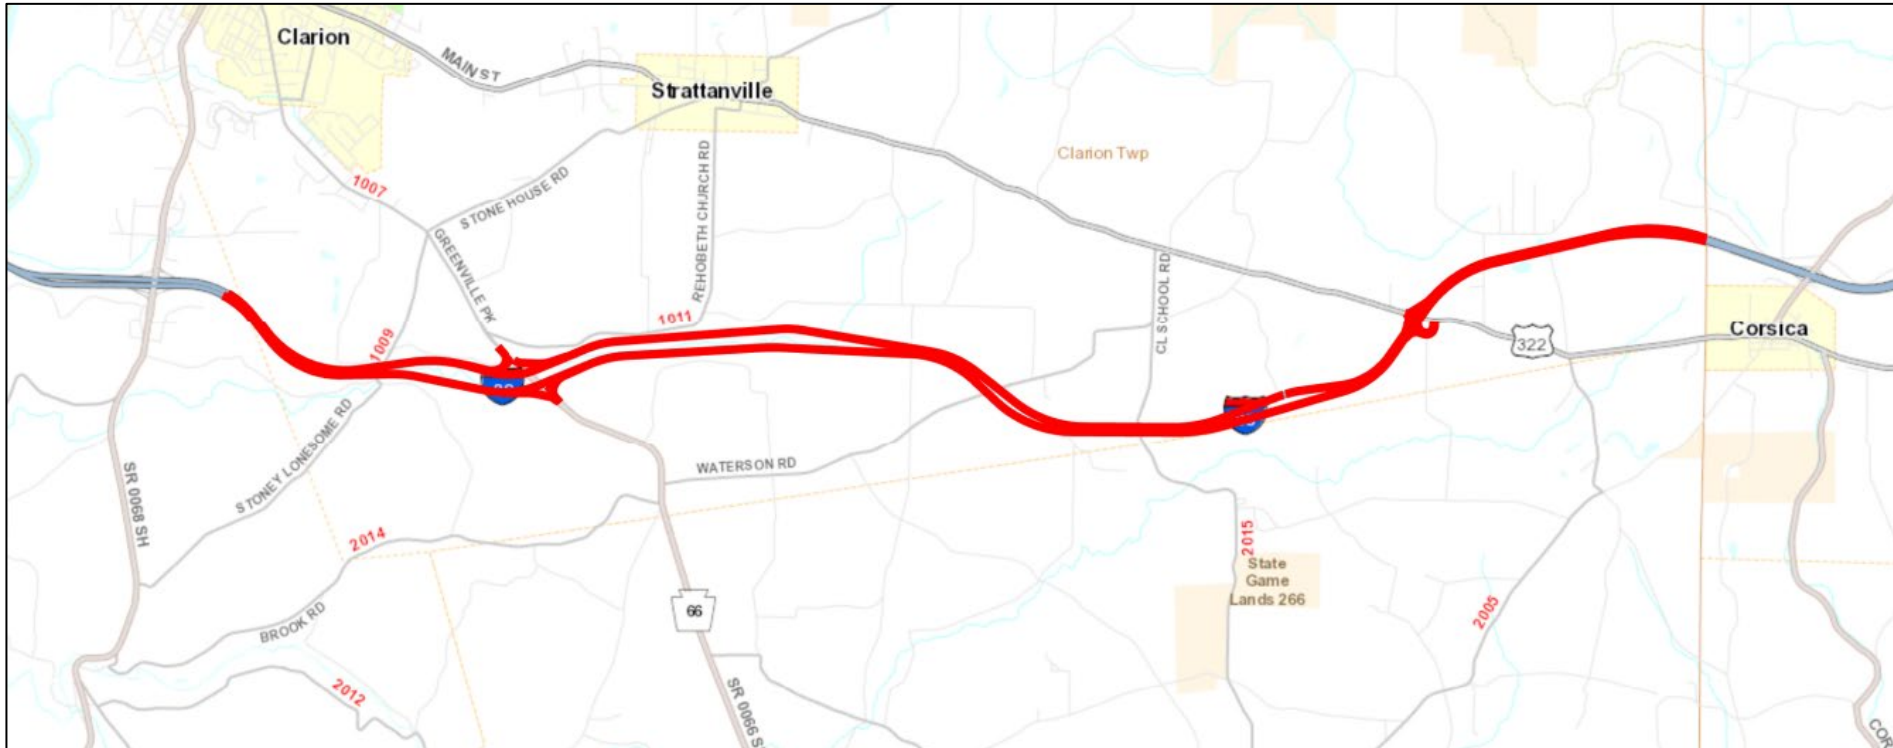 Clarion
MAIN ST
Strattanville
Clarion Twp
1007
STONE HOUSE RD
REHOBETH CHURCH RD
GREENVILLE PK
CL SCHOOL RD
1011
1009
322
Corsica
STONEY LONESOME RD
WATERSON RD
SR 0068 SH
2014
2015
State
Game
Lands 266
66
BROOK RD
2005
2012
SR 0066 S
COR